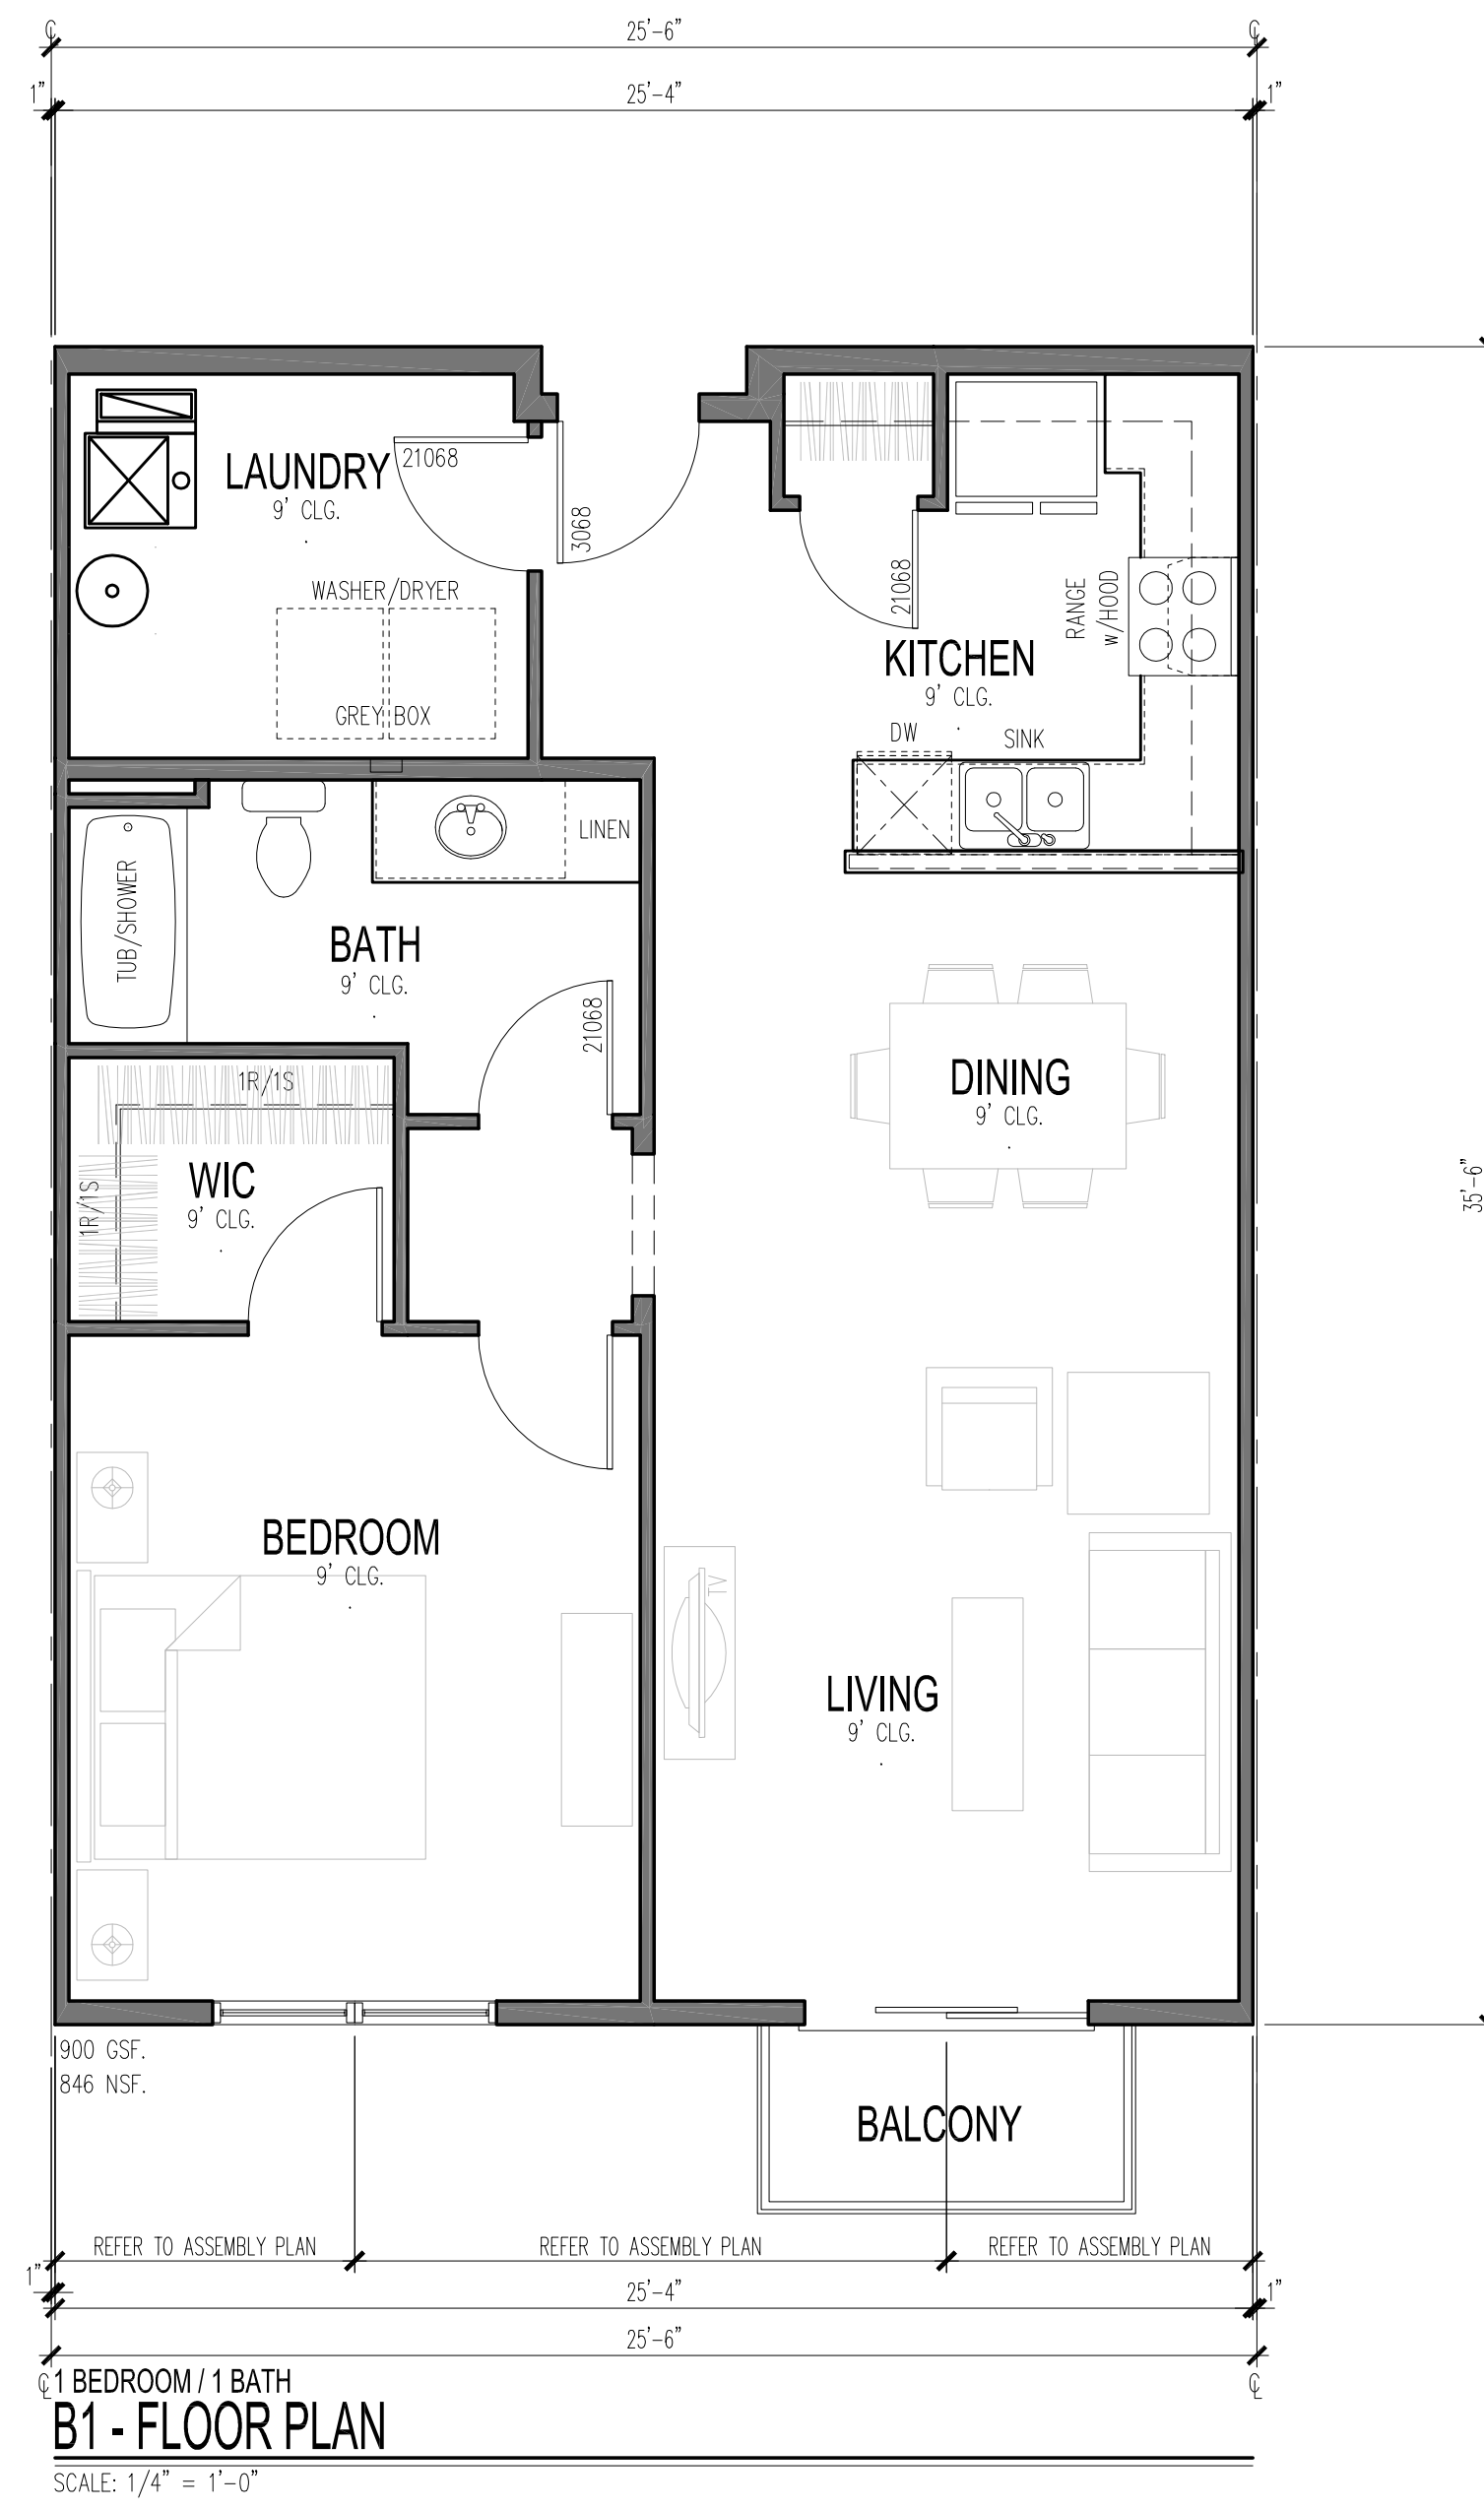 ℄ 25'-6" ℄
1" 25'-4" 1"
LAUNDRY
9' CLG.
21068
3068
WASHER/DRYER
GREY BOX
21068
RANGE
w/HOOD
KITCHEN
9' CLG.
DW
SINK
LINEN
TUB/SHOWER
BATH
9' CLG.
21068
DINING
9' CLG.
35'-6"
1R/1S
1R/1S
WIC
9' CLG.
BEDROOM
9' CLG.
TV
LIVING
9' CLG.
900 GSF.
846 NSF.
BALCONY
REFER TO ASSEMBLY PLAN REFER TO ASSEMBLY PLAN REFER TO ASSEMBLY PLAN
1" 25'-4" 1"
25'-6"
℄ ℄
1 BEDROOM / 1 BATH
B1 - FLOOR PLAN
SCALE: 1/4" = 1'-0"